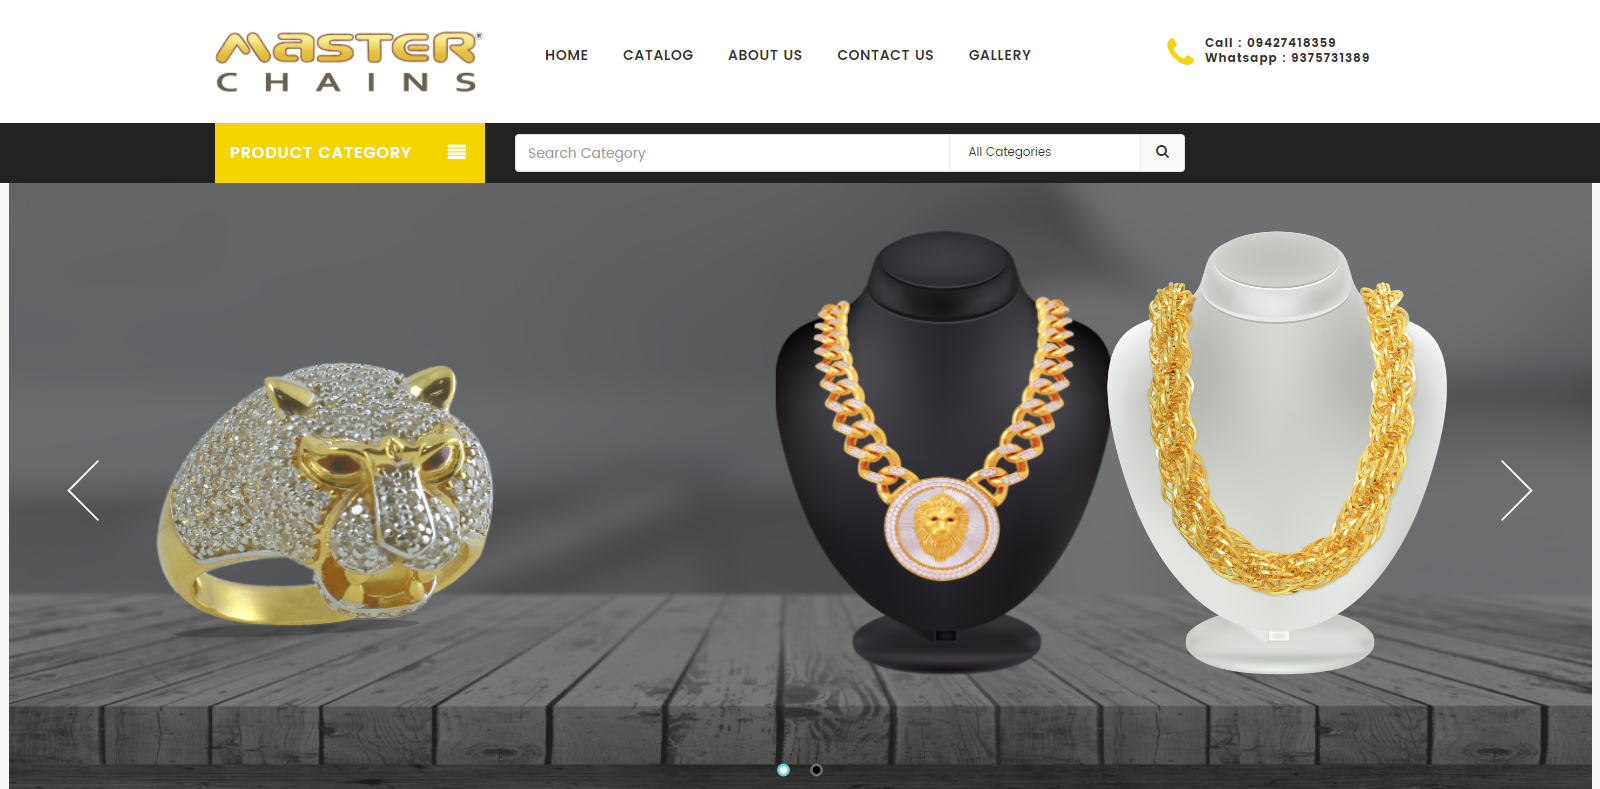 MASTER®
CHAINS
HOME CATALOG ABOUT US CONTACT US GALLERY
Call : 09427418359
Whatsapp : 9375731389
PRODUCT CATEGORY
Search Category
All Categories